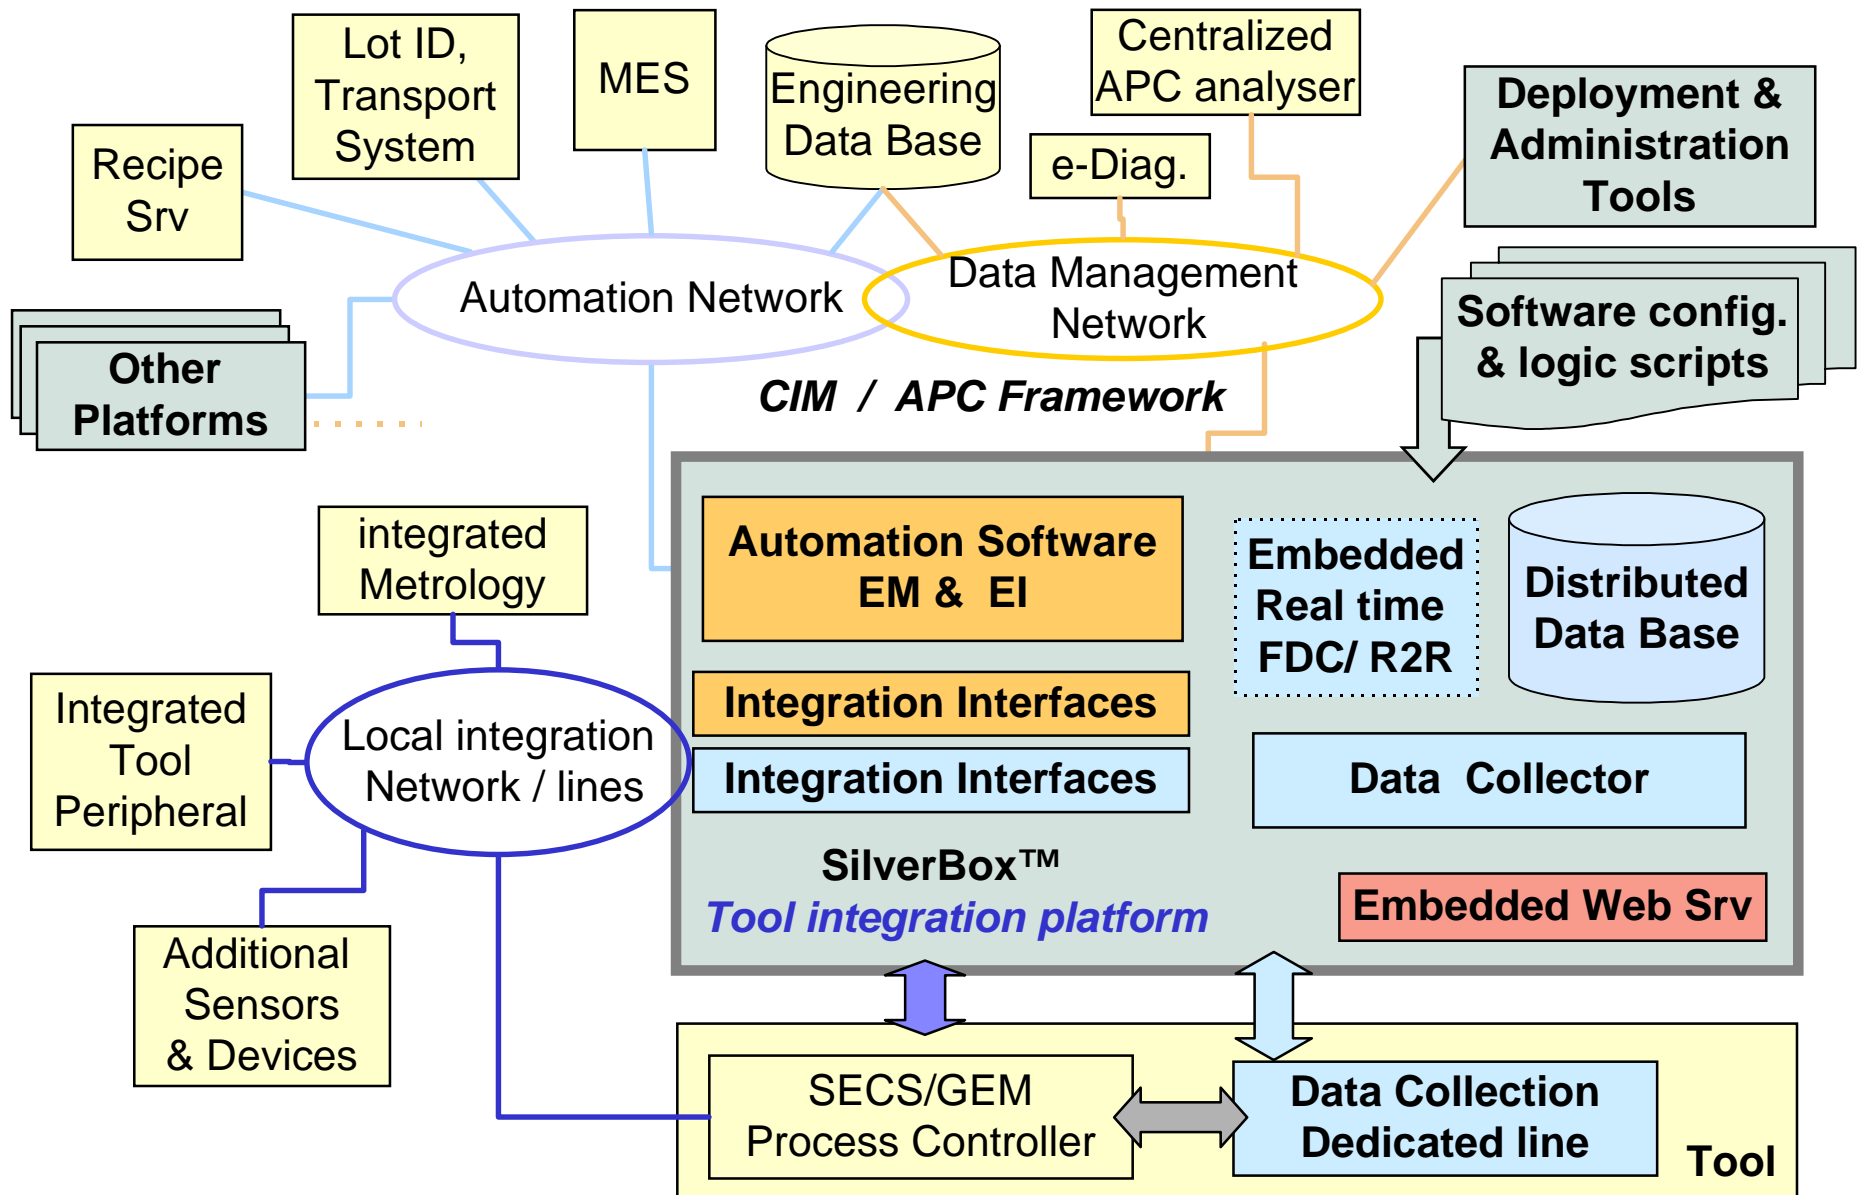 Lot ID,
Transport
System
MES
Engineering
Data Base
Centralized
APC analyser
e-Diag.
Deployment &
Administration
Tools
Recipe
Srv
Automation Network
Data Management
Network
Software config.
& logic scripts
Other
Platforms
CIM / APC Framework
integrated
Metrology
Automation Software
EM & EI
Embedded
Real time
FDC/ R2R
Distributed
Data Base
Integrated
Tool
Peripheral
Local integration
Network / lines
Integration Interfaces
Integration Interfaces
Data Collector
SilverBox™
Tool integration platform
Embedded Web Srv
Additional
Sensors
& Devices
SECS/GEM
Process Controller
Data Collection
Dedicated line
Tool